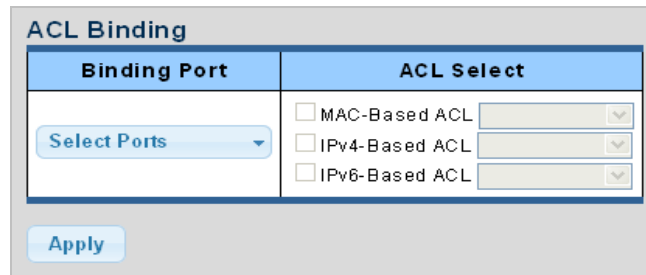 ACL Binding
Binding Port
ACL Select
Select Ports
MAC-Based ACL
IPv4-Based ACL
IPv6-Based ACL
Apply